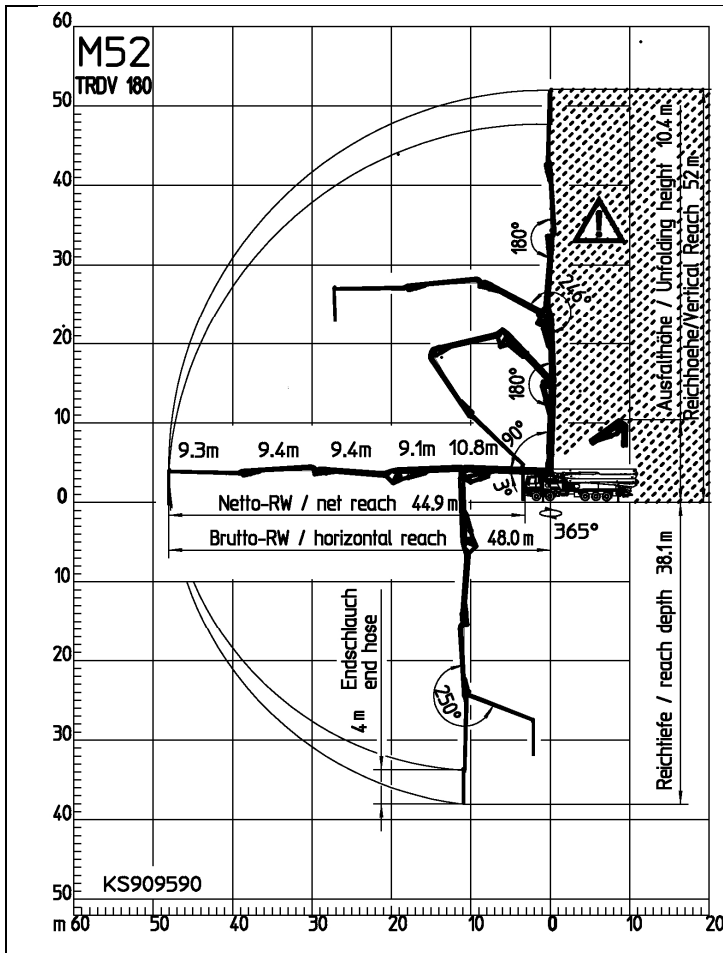 M52
TRDV 180
60
50
40
30
20
10
0
10
20
30
40
50
Ausfalthöhe / Unfolding height 10.4 m
Reichhoehe/Vertical Reach 52 m
180°
246°
180°
90°
3°
9.3m 9.4m 9.4m 9.1m 10.8m
Netto-RW / net reach 44.9 m
Brutto-RW / horizontal reach 48.0 m
365°
Reichtiefe / reach depth 38.1m
Endschlauch
end hose
4 m
250°
KS909590
m 60 50 40 30 20 10 0 10 20